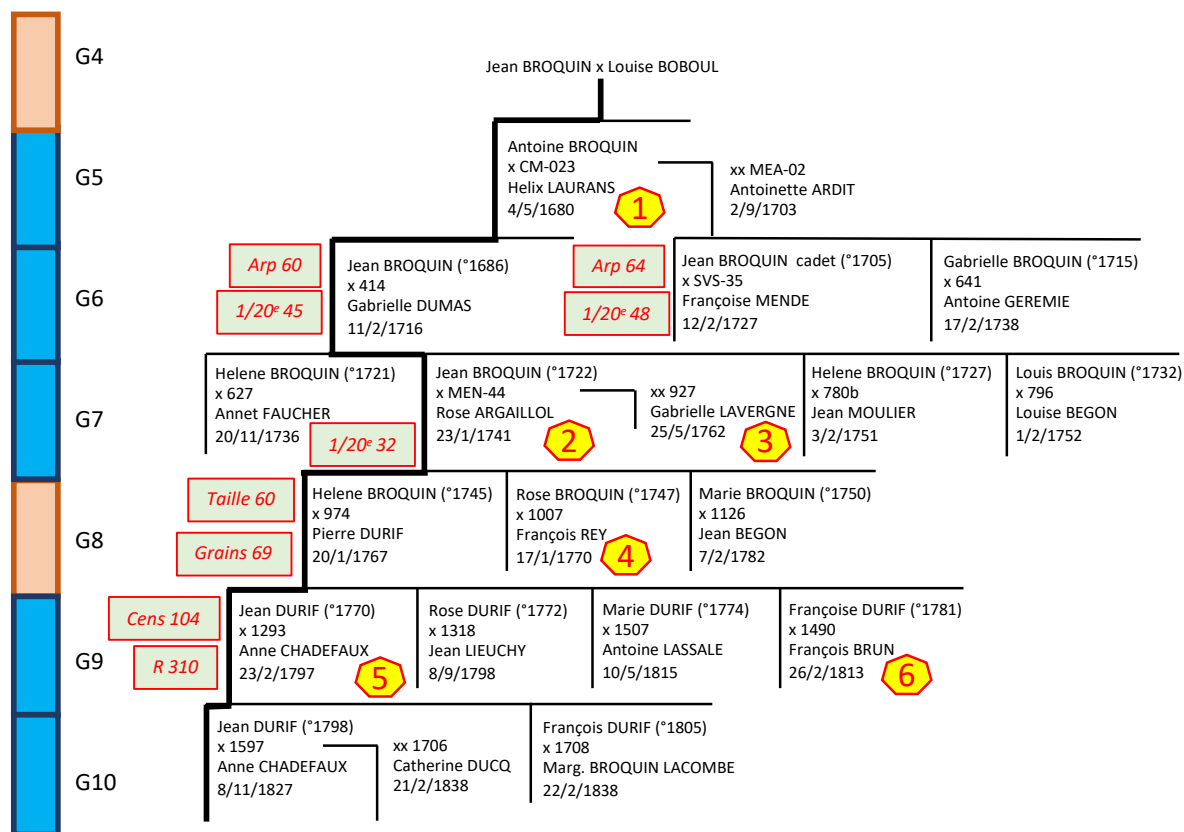 G4
Jean BROQUIN x Louise BOBOUL
G5
Antoine BROQUIN
x CM-023
Helix LAURANS
4/5/1680
1
xx MEA-02
Antoinette ARDIT
2/9/1703
G6
Arp 60
1/20e 45
Jean BROQUIN (°1686)
x 414
Gabrielle DUMAS
11/2/1716
Arp 64
1/20e 48
Jean BROQUIN cadet (°1705)
x SVS-35
Françoise MENDE
12/2/1727
Gabrielle BROQUIN (°1715)
x 641
Antoine GEREMIE
17/2/1738
G7
Helene BROQUIN (°1721)
x 627
Annet FAUCHER
20/11/1736
1/20e 32
Jean BROQUIN (°1722)
x MEN-44
Rose ARGAILLOL
23/1/1741
2
xx 927
Gabrielle LAVERGNE
25/5/1762
3
Helene BROQUIN (°1727)
x 780b
Jean MOULIER
3/2/1751
Louis BROQUIN (°1732)
x 796
Louise BEGON
1/2/1752
G8
Taille 60
Grains 69
Helene BROQUIN (°1745)
x 974
Pierre DURIF
20/1/1767
Rose BROQUIN (°1747)
x 1007
François REY
17/1/1770
4
Marie BROQUIN (°1750)
x 1126
Jean BEGON
7/2/1782
G9
Cens 104
R 310
Jean DURIF (°1770)
x 1293
Anne CHADEFAUX
23/2/1797
5
Rose DURIF (°1772)
x 1318
Jean LIEUCHY
8/9/1798
Marie DURIF (°1774)
x 1507
Antoine LASSALE
10/5/1815
Françoise DURIF (°1781)
x 1490
François BRUN
26/2/1813
6
G10
Jean DURIF (°1798)
x 1597
Anne CHADEFAUX
8/11/1827
xx 1706
Catherine DUCQ
21/2/1838
François DURIF (°1805)
x 1708
Marg. BROQUIN LACOMBE
22/2/1838